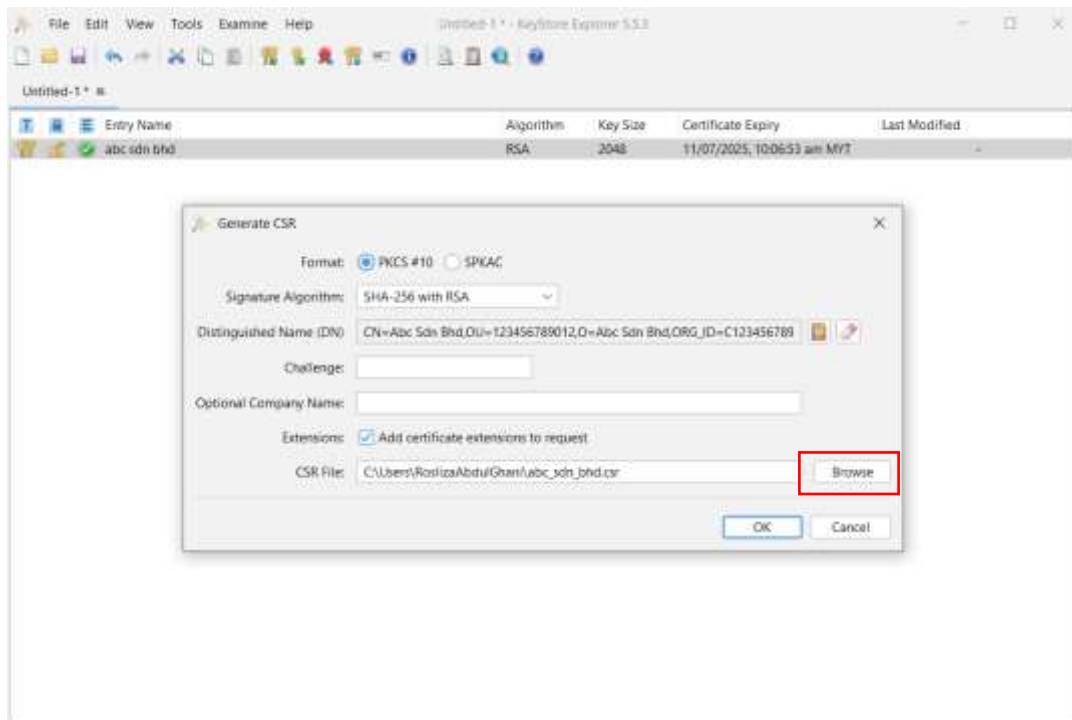 File Edit View Tools Examine Help Untitled-1 * - KeyStore Explorer 5.5.3
Untitled-1 *
T E Entry Name Algorithm Key Size Certificate Expiry Last Modified
abc sdn bhd RSA 2048 11/07/2025, 10:06:53 am MYT -
Generate CSR
Format: PKCS #10 SPKAC
Signature Algorithm: SHA-256 with RSA
Distinguished Name (DN) CN=Abc Sdn Bhd,OU=123456789012,O=Abc Sdn Bhd,ORG_ID=C123456789
Challenge:
Optional Company Name:
Extensions: Add certificate extensions to request
CSR File: C:\Users\RoslizaAbdulGhani\abc_sdn_bhd.csr Browse
OK Cancel